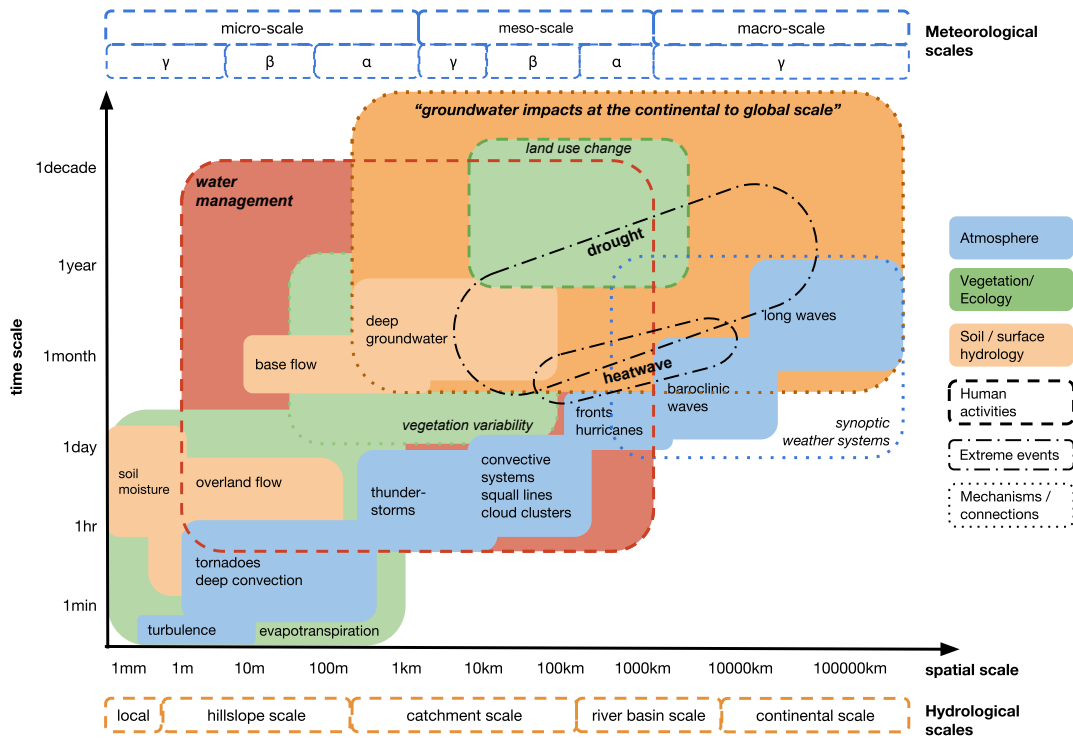 micro-scale
meso-scale
macro-scale
Meteorological
scales
γ
β
α
γ
β
α
γ
“groundwater impacts at the continental to global scale”
land use change
1decade
water
management
drought
Atmosphere
1year
Vegetation/
Ecology
long waves
deep
groundwater
Soil / surface
hydrology
time scale
1month
base flow
heatwave
baroclinic
waves
Human
activities
fronts
hurricanes
vegetation variability
synoptic
weather systems
1day
Extreme events
soil
moisture
overland flow
convective
systems
squall lines
cloud clusters
thunder-
storms
Mechanisms /
connections
1hr
tornadoes
deep convection
1min
turbulence
evapotranspiration
1mm
1m
10m
100m
1km
10km
100km
1000km
10000km
100000km
spatial scale
local
hillslope scale
catchment scale
river basin scale
continental scale
Hydrological
scales